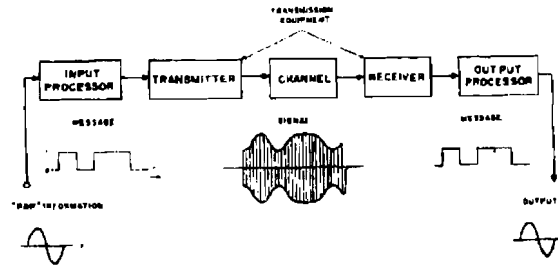 TRANSMISSION
EQUIPMENT
INPUT
PROCESSOR
TRANSMITTER
CHANNEL
RECEIVER
OUTPUT
PROCESSOR
MESSAGE
SIGNAL
MESSAGE
"RAW" INFORMATION
OUTPUT